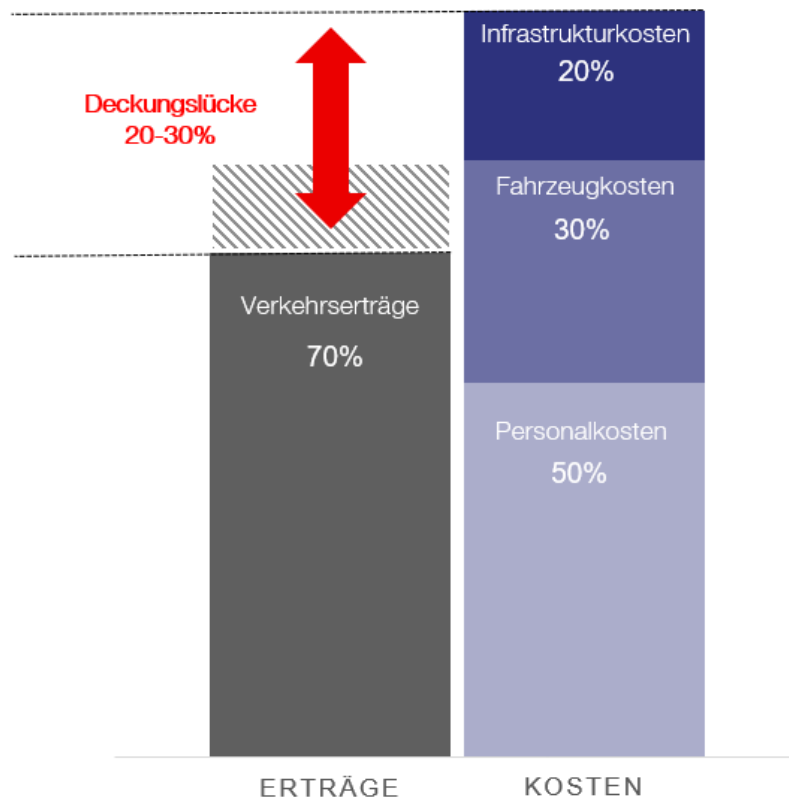 Deckungslücke
20-30%
Verkehrserträge
70%
Infrastrukturkosten
20%
Fahrzeugkosten
30%
Personalkosten
50%
ERTRÄGE
KOSTEN